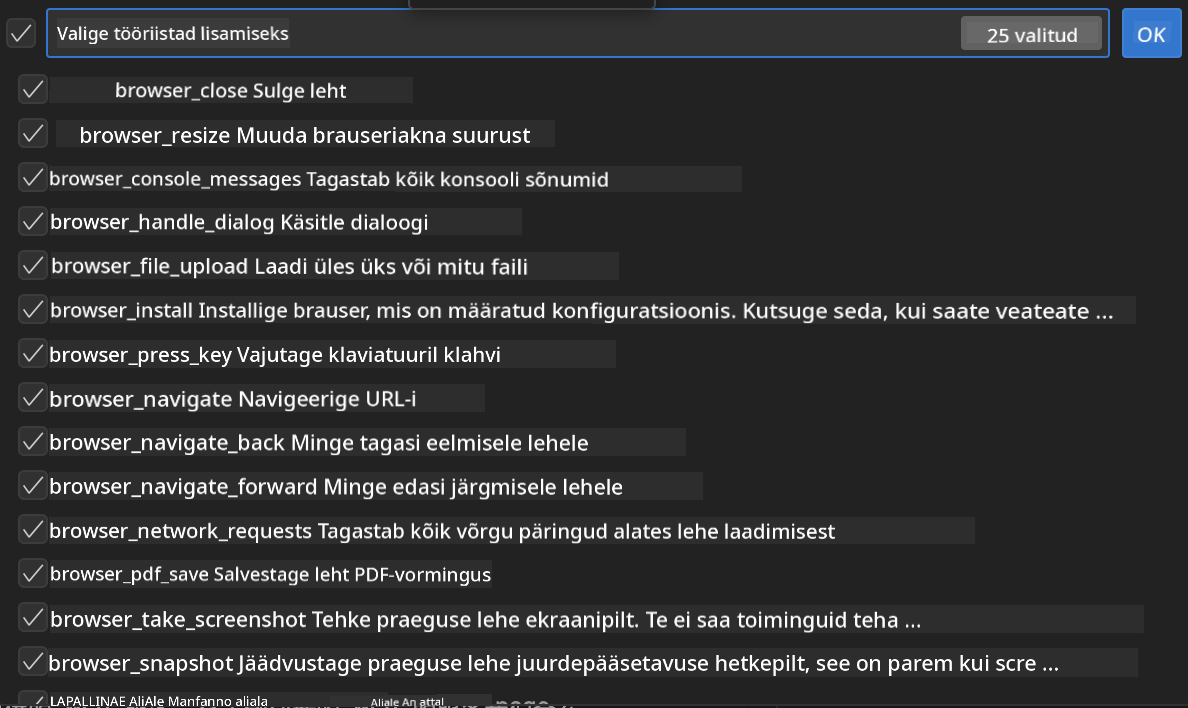 Valige tööriistad lisamiseks
25 valitud
OK
browser_close Sulge leht
browser_resize Muuda brauseriakna suurust
browser_console_messages Tagastab kõik konsooli sõnumid
browser_handle_dialog Käsitle dialoogi
browser_file_upload Laadi üles üks või mitu faili
browser_install Installige brauser, mis on määratud konfiguratsioonis. Kutsuge seda, kui saate veateate ...
browser_press_key Vajutage klaviatuuril klahvi
browser_navigate Navigeerige URL-i
browser_navigate_back Minge tagasi eelmisele lehele
browser_navigate_forward Minge edasi järgmisele lehele
browser_network_requests Tagastab kõik võrgu päringud alates lehe laadimisest
browser_pdf_save Salvestage leht PDF-vormingus
browser_take_screenshot Tehke praeguse lehe ekraanipilt. Te ei saa toiminguid teha ...
browser_snapshot Jäädvustage praeguse lehe juurdepääsetavuse hetkepilt, see on parem kui scre ...
LAPALLINAE AliAle Manfanno aliala